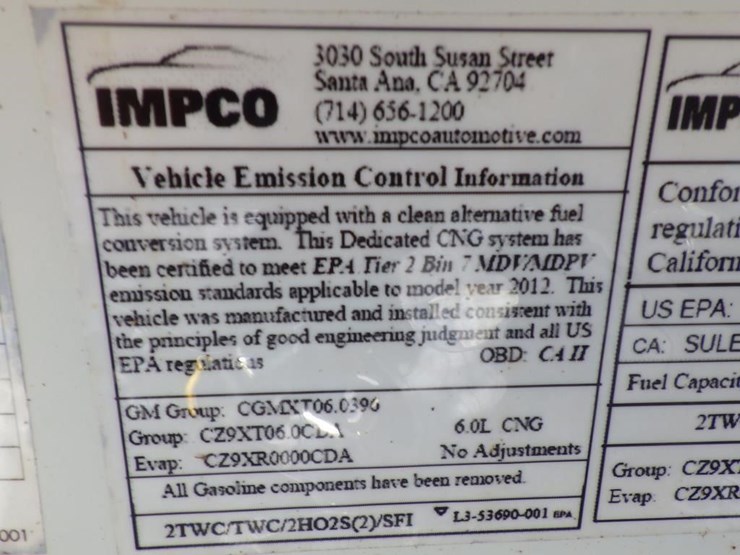 IMPCO
3030 South Susan Street
Santa Ana, CA 92704
(714) 656-1200
www.impcoautomotive.com
Vehicle Emission Control Information
This vehicle is equipped with a clean alternative fuel
conversion system. This Dedicated CNG system has
been certified to meet EPA Tier 2 Bin 7 MDV/MDPV
emission standards applicable to model year 2012. This
vehicle was manufactured and installed consistent with
the principles of good engineering judgment and all US
EPA regulations
OBD: CA II
GM Group: CGMXT06.0396
Group: CZ9XT06.0CDA
6.0L CNG
Evap: CZ9XR0000CDA
No Adjustments
All Gasoline components have been removed.
2TWC/TWC/2HO2S(2)/SFI
L3-53690-001 EPA
IMP
Confor
regulati
Californ
US EPA:
CA: SULE
Fuel Capacit
2TW
Group: CZ9X
Evap: CZ9XR
001